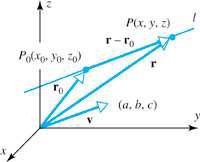 z
P(x, y, z)
l
r − r₀
P₀(x₀, y₀, z₀)
r
r₀
(a, b, c)
v
y
x